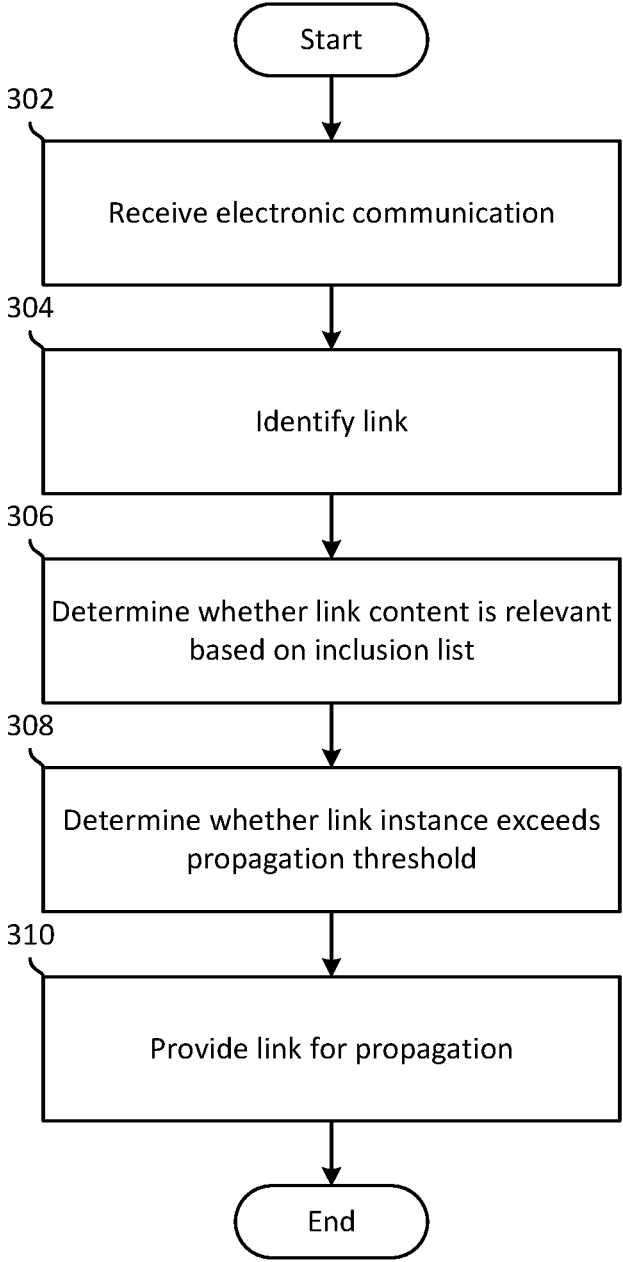 Start
302
Receive electronic communication
304
Identify link
306
Determine whether link content is relevant
based on inclusion list
308
Determine whether link instance exceeds
propagation threshold
310
Provide link for propagation
End